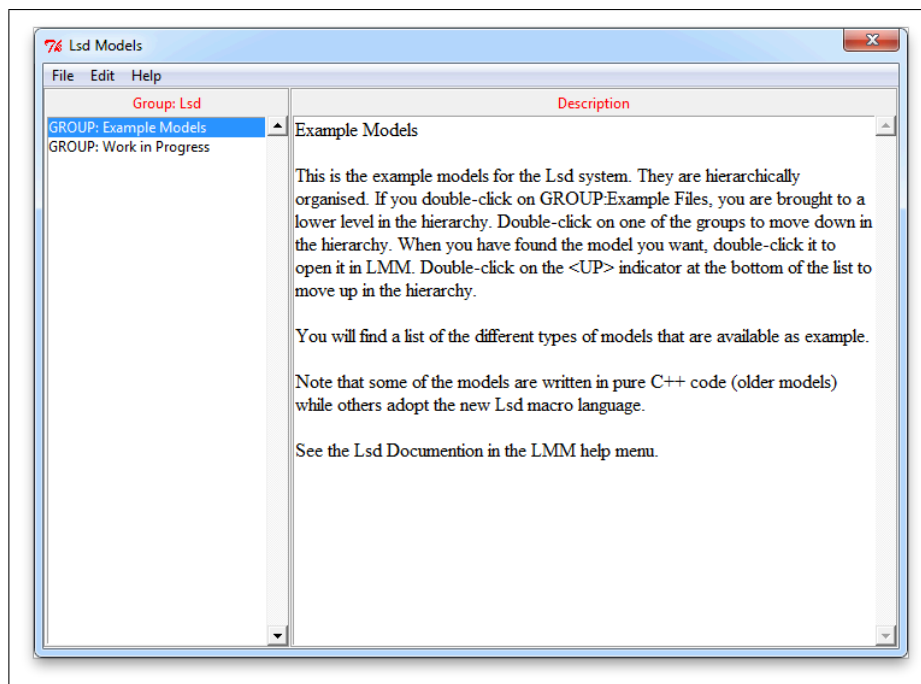 Lsd Models
File Edit Help
Group: Lsd
Description
GROUP: Example Models
GROUP: Work in Progress
Example Models
This is the example models for the Lsd system. They are hierarchically
organised. If you double-click on GROUP:Example Files, you are brought to a
lower level in the hierarchy. Double-click on one of the groups to move down in
the hierarchy. When you have found the model you want, double-click it to
open it in LMM. Double-click on the <UP> indicator at the bottom of the list to
move up in the hierarchy.
You will find a list of the different types of models that are available as example.
Note that some of the models are written in pure C++ code (older models)
while others adopt the new Lsd macro language.
See the Lsd Documention in the LMM help menu.